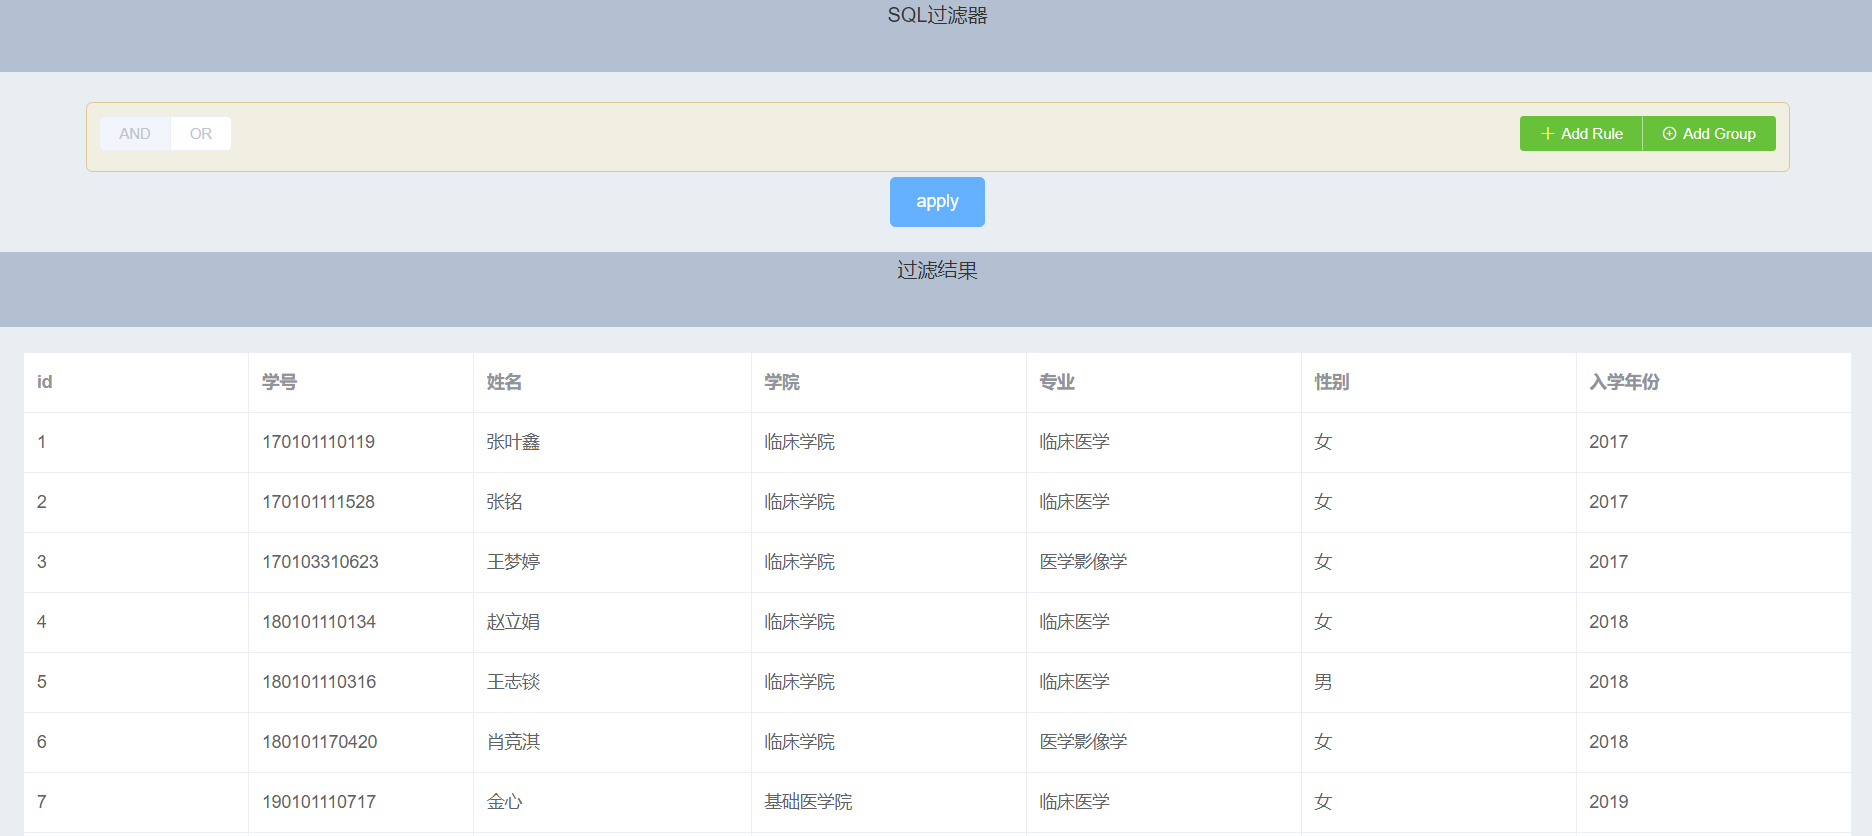 SQL过滤器
AND OR Add Rule Add Group
apply
过滤结果
id 学号 姓名 学院 专业 性别 入学年份
1 170101110119 张叶鑫 临床学院 临床医学 女 2017
2 170101111528 张铭 临床学院 临床医学 女 2017
3 170103310623 王梦婷 临床学院 医学影像学 女 2017
4 180101110134 赵立娟 临床学院 临床医学 女 2018
5 180101110316 王志锬 临床学院 临床医学 男 2018
6 180101170420 肖竞淇 临床学院 医学影像学 女 2018
7 190101110717 金心 基础医学院 临床医学 女 2019